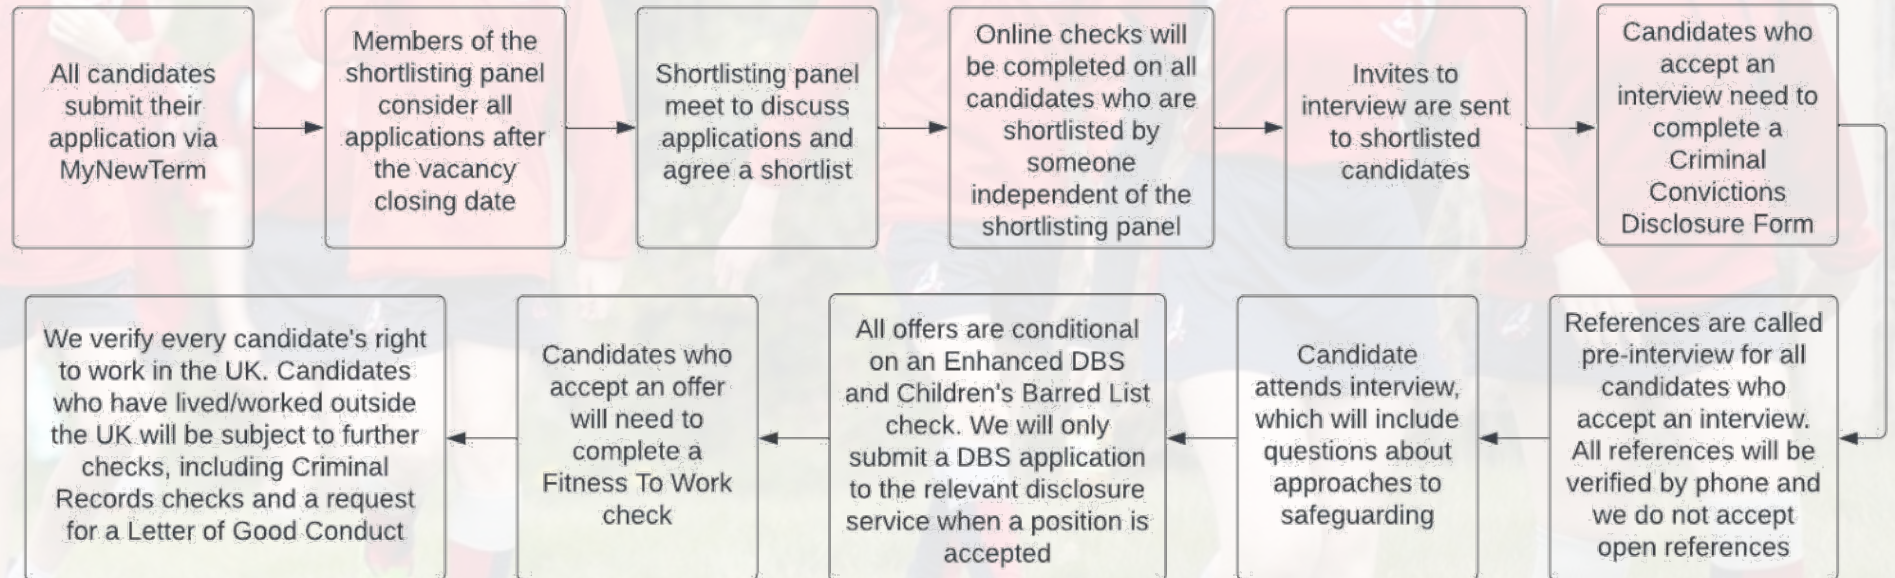 All candidates
submit their
application via
MyNewTerm
Members of the
shortlisting panel
consider all
applications after
the vacancy
closing date
Shortlisting panel
meet to discuss
applications and
agree a shortlist
Online checks will
be completed on all
candidates who are
shortlisted by
someone
independent of the
shortlisting panel
Invites to
interview are sent
to shortlisted
candidates
Candidates who
accept an
interview need to
complete a
Criminal
Convictions
Disclosure Form
References are called
pre-interview for all
candidates who
accept an interview.
All references will be
verified by phone and
we do not accept
open references
Candidate
attends interview,
which will include
questions about
approaches to
safeguarding
All offers are conditional
on an Enhanced DBS
and Children's Barred List
check. We will only
submit a DBS application
to the relevant disclosure
service when a position is
accepted
Candidates who
accept an offer
will need to
complete a
Fitness To Work
check
We verify every candidate's right
to work in the UK. Candidates
who have lived/worked outside
the UK will be subject to further
checks, including Criminal
Records checks and a request
for a Letter of Good Conduct